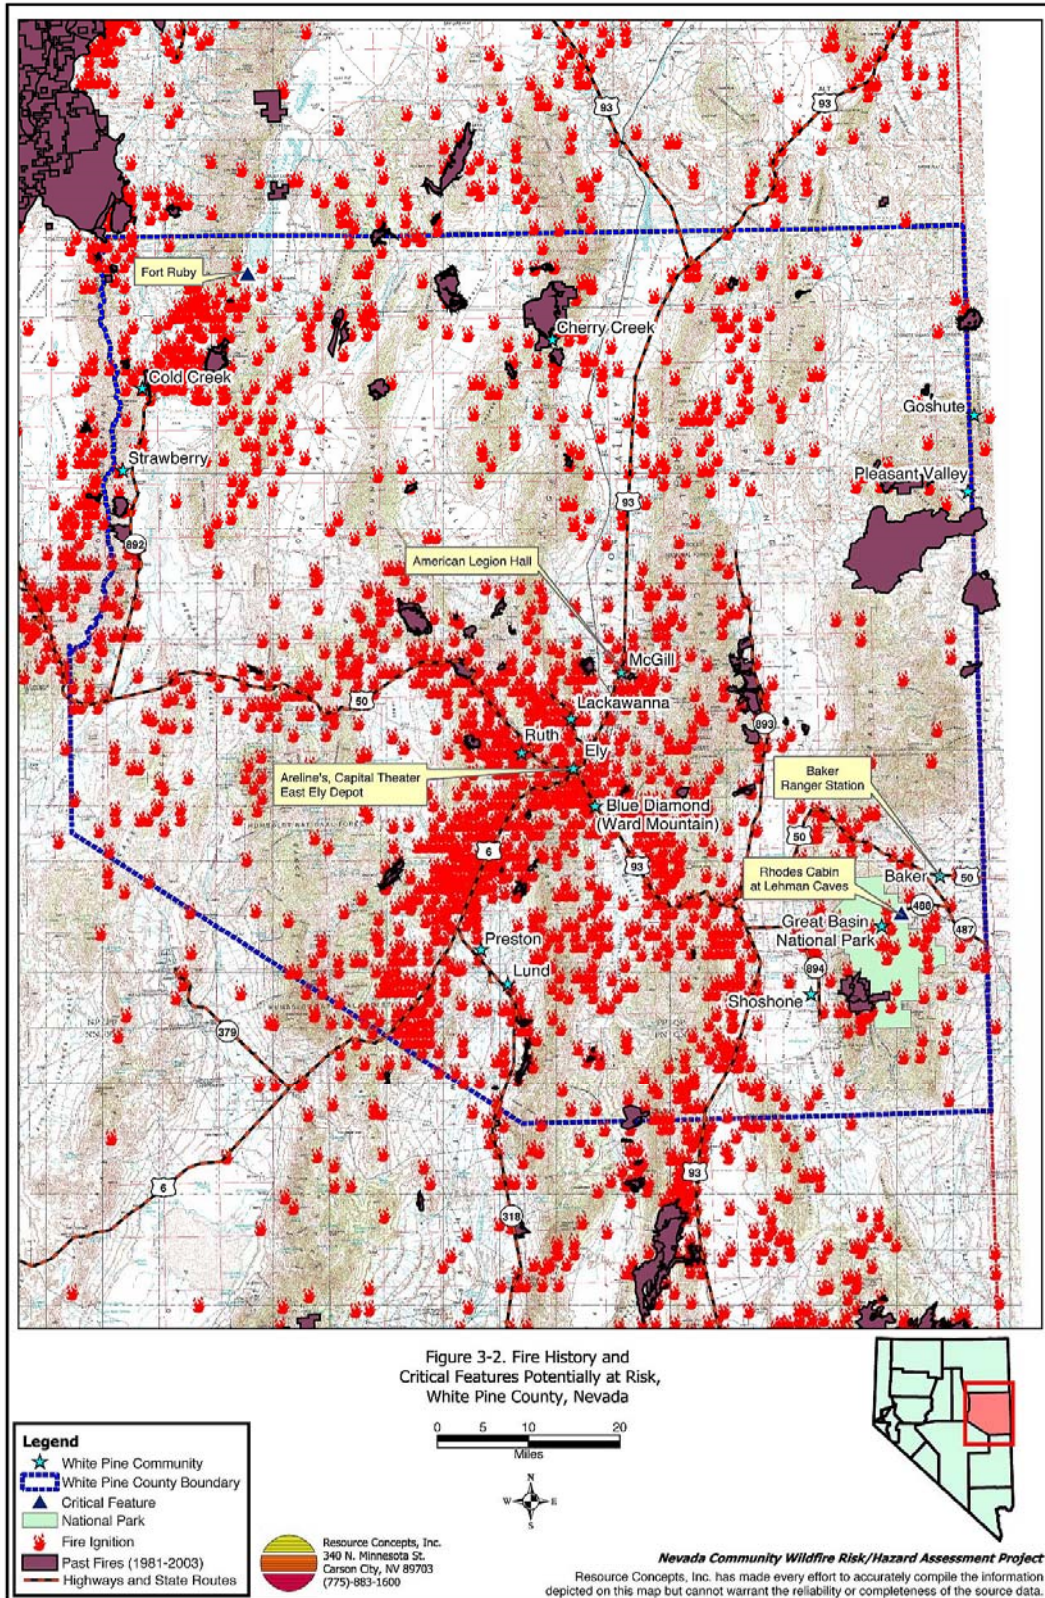 93
ALT
93
Fort Ruby
Cherry Creek
Cold Creek
Goshute
Strawberry
Pleasant Valley
93
892
American Legion Hall
McGill
50
Lackawanna
893
Ruth
Ely
Areline's, Capital Theater
East Ely Depot
Baker
Ranger Station
Blue Diamond
(Ward Mountain)
50
6
93
Rhodes Cabin
at Lehman Caves
Baker
50
488
Great Basin
National Park
487
Preston
Lund
894
Shoshone
379
6
93
318
Figure 3-2. Fire History and
Critical Features Potentially at Risk,
White Pine County, Nevada
0 5 10 20
Miles
N
W E
S
Legend
White Pine Community
White Pine County Boundary
Critical Feature
National Park
Fire Ignition
Past Fires (1981-2003)
Highways and State Routes
Resource Concepts, Inc.
340 N. Minnesota St.
Carson City, NV 89703
(775)-883-1600
Nevada Community Wildfire Risk/Hazard Assessment Project
Resource Concepts, Inc. has made every effort to accurately compile the information
depicted on this map but cannot warrant the reliability or completeness of the source data.